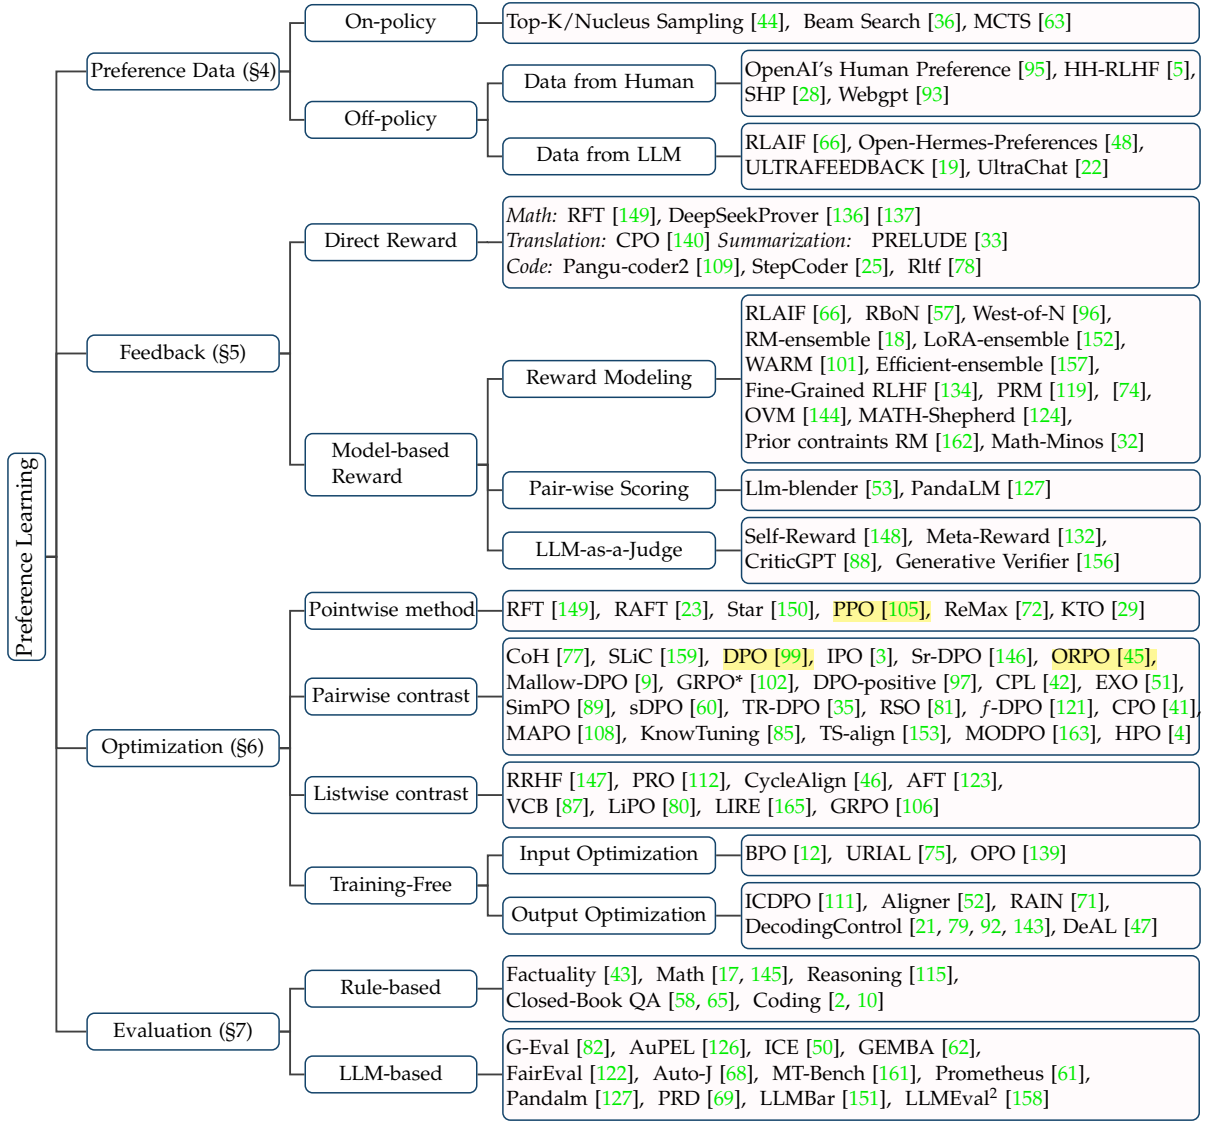 On-policy
Top-K/Nucleus Sampling [44], Beam Search [36], MCTS [63]
Preference Data (§4)
Data from Human
OpenAI's Human Preference [95], HH-RLHF [5],
SHP [28], Webgpt [93]
Off-policy
Data from LLM
RLAIF [66], Open-Hermes-Preferences [48],
ULTRAFEEDBACK [19], UltraChat [22]
Direct Reward
Math: RFT [149], DeepSeekProver [136] [137]
Translation: CPO [140] Summarization: PRELUDE [33]
Code: Pangu-coder2 [109], StepCoder [25], Rltf [78]
Feedback (§5)
Reward Modeling
RLAIF [66], RBoN [57], West-of-N [96],
RM-ensemble [18], LoRA-ensemble [152],
WARM [101], Efficient-ensemble [157],
Fine-Grained RLHF [134], PRM [119], [74],
OVM [144], MATH-Shepherd [124],
Prior contraints RM [162], Math-Minos [32]
Model-based
Reward
Pair-wise Scoring
Llm-blender [53], PandaLM [127]
LLM-as-a-Judge
Self-Reward [148], Meta-Reward [132],
CriticGPT [88], Generative Verifier [156]
Preference Learning
Pointwise method
RFT [149], RAFT [23], Star [150], PPO [105], ReMax [72], KTO [29]
Pairwise contrast
CoH [77], SLiC [159], DPO [99], IPO [3], Sr-DPO [146], ORPO [45],
Mallow-DPO [9], GRPO* [102], DPO-positive [97], CPL [42], EXO [51],
SimPO [89], sDPO [60], TR-DPO [35], RSO [81], f-DPO [121], CPO [41],
MAPO [108], KnowTuning [85], TS-align [153], MODPO [163], HPO [4]
Optimization (§6)
Listwise contrast
RRHF [147], PRO [112], CycleAlign [46], AFT [123],
VCB [87], LiPO [80], LIRE [165], GRPO [106]
Input Optimization
BPO [12], URIAL [75], OPO [139]
Training-Free
Output Optimization
ICDPO [111], Aligner [52], RAIN [71],
DecodingControl [21, 79, 92, 143], DeAL [47]
Rule-based
Factuality [43], Math [17, 145], Reasoning [115],
Closed-Book QA [58, 65], Coding [2, 10]
Evaluation (§7)
LLM-based
G-Eval [82], AuPEL [126], ICE [50], GEMBA [62],
FairEval [122], Auto-J [68], MT-Bench [161], Prometheus [61],
Pandalm [127], PRD [69], LLMBar [151], LLMEval² [158]